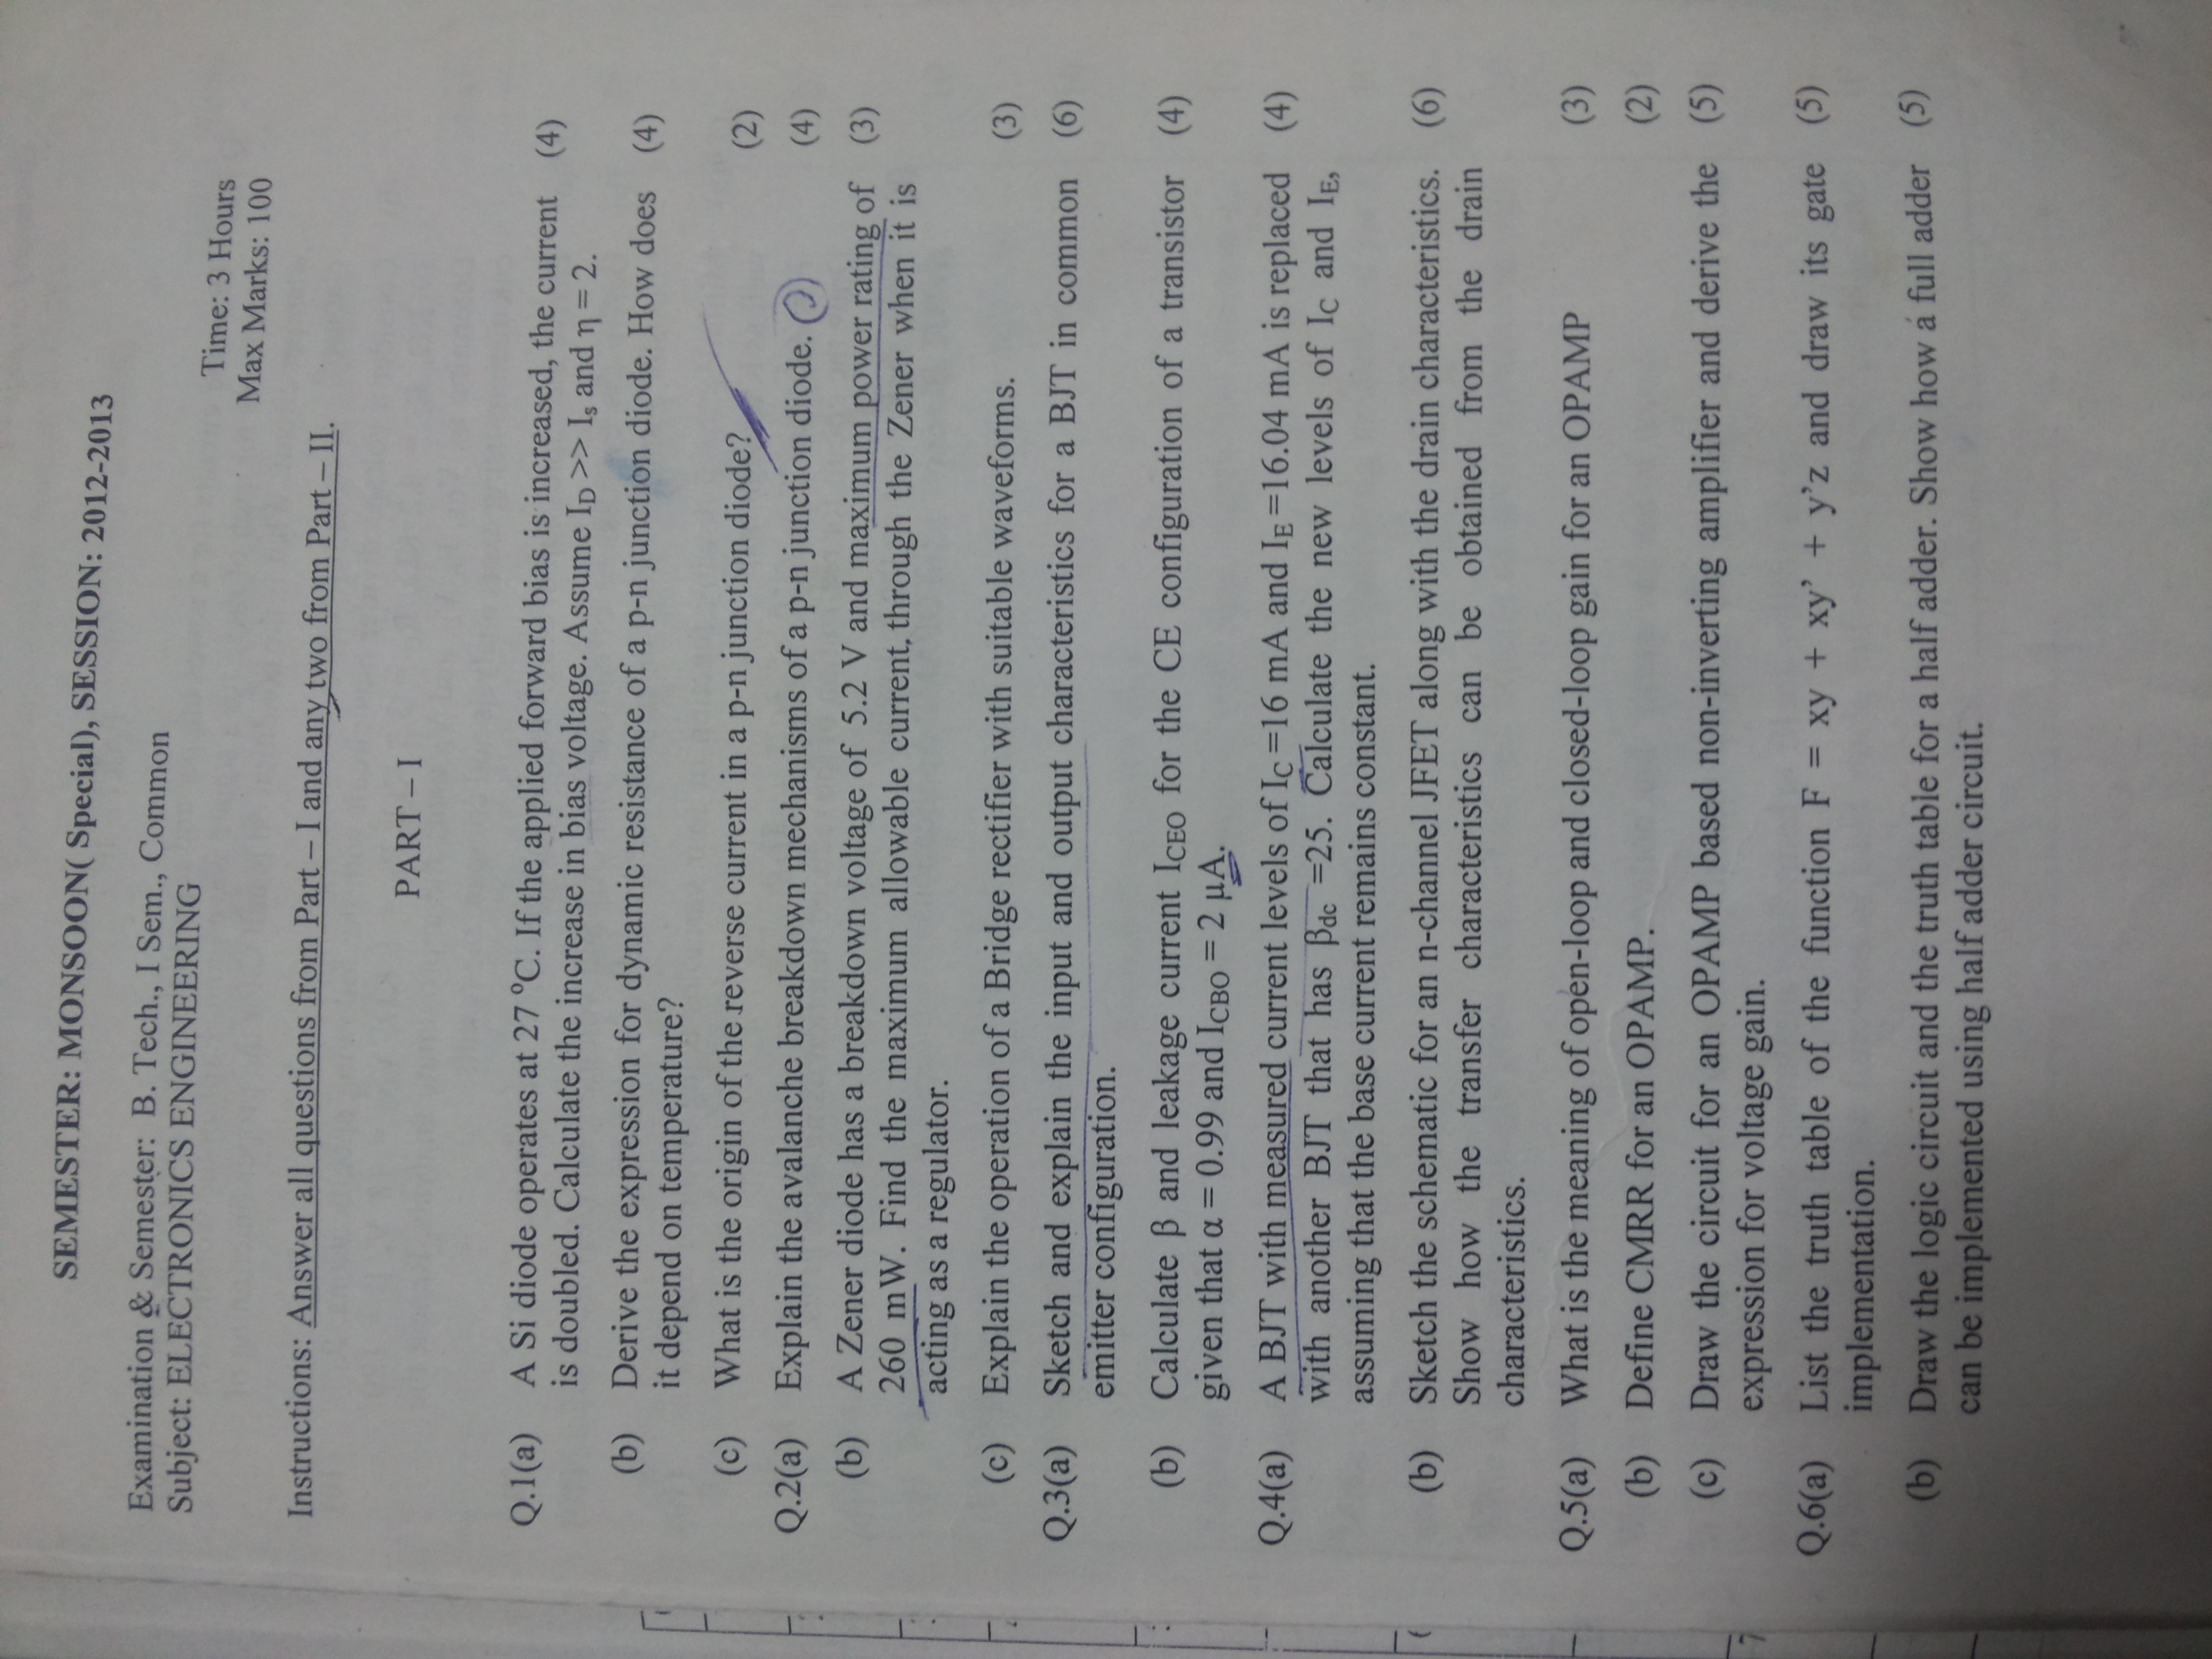 SEMESTER: MONSOON( Special), SESSION: 2012-2013
Examination & Semester: B. Tech., I Sem., Common
Subject: ELECTRONICS ENGINEERING
Time: 3 Hours
Max Marks: 100
Instructions: Answer all questions from Part – I and any two from Part – II.
PART – I
Q.1(a) A Si diode operates at 27 °C. If the applied forward bias is increased, the current (4)
is doubled. Calculate the increase in bias voltage. Assume I_D >> I_s and η = 2.
(b) Derive the expression for dynamic resistance of a p-n junction diode. How does (4)
it depend on temperature?
(c) What is the origin of the reverse current in a p-n junction diode? (2)
Q.2(a) Explain the avalanche breakdown mechanisms of a p-n junction diode. (4)
(b) A Zener diode has a breakdown voltage of 5.2 V and maximum power rating of (3)
260 mW. Find the maximum allowable current, through the Zener when it is
acting as a regulator.
(c) Explain the operation of a Bridge rectifier with suitable waveforms. (3)
Q.3(a) Sketch and explain the input and output characteristics for a BJT in common (6)
emitter configuration.
(b) Calculate β and leakage current I_CEO for the CE configuration of a transistor (4)
given that α = 0.99 and I_CBO = 2 μA.
Q.4(a) A BJT with measured current levels of I_C =16 mA and I_E =16.04 mA is replaced (4)
with another BJT that has β_dc =25. Calculate the new levels of I_C and I_E,
assuming that the base current remains constant.
(b) Sketch the schematic for an n-channel JFET along with the drain characteristics. (6)
Show how the transfer characteristics can be obtained from the drain
characteristics.
Q.5(a) What is the meaning of open-loop and closed-loop gain for an OPAMP (3)
(b) Define CMRR for an OPAMP. (2)
(c) Draw the circuit for an OPAMP based non-inverting amplifier and derive the (5)
expression for voltage gain.
Q.6(a) List the truth table of the function F = xy + xy' + y'z and draw its gate (5)
implementation.
(b) Draw the logic circuit and the truth table for a half adder. Show how a full adder (5)
can be implemented using half adder circuit.